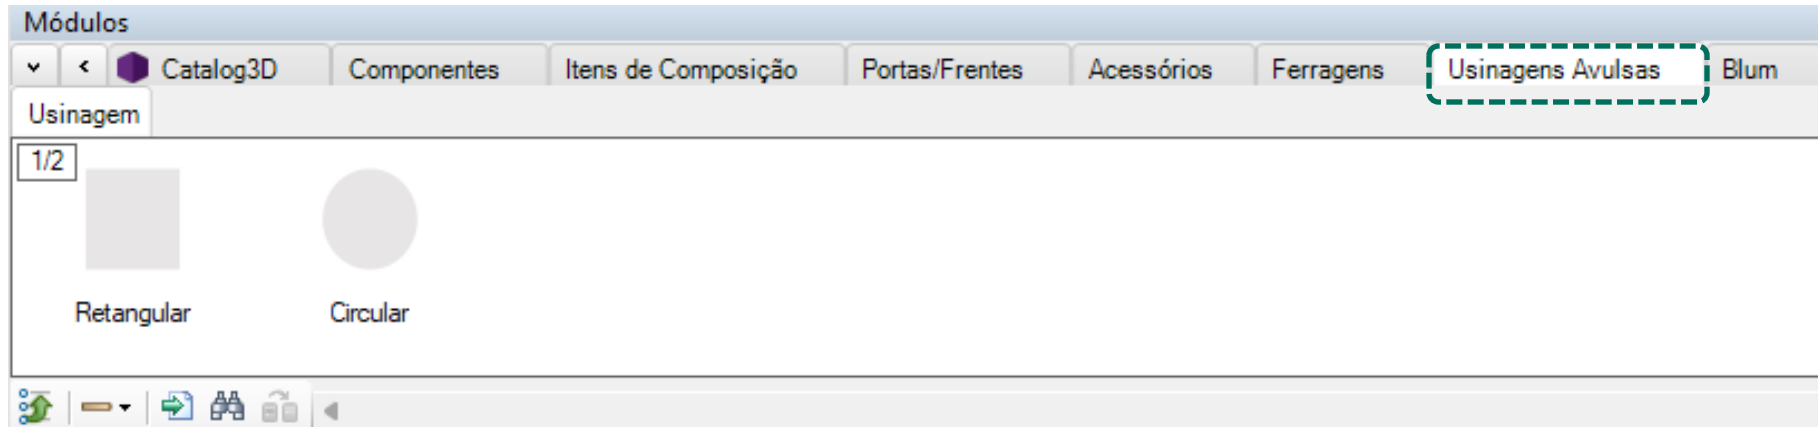 Módulos
Catalog3D Componentes Itens de Composição Portas/Frentes Acessórios Ferragens Usinagens Avulsas Blum
Usinagem
1/2
Retangular Circular